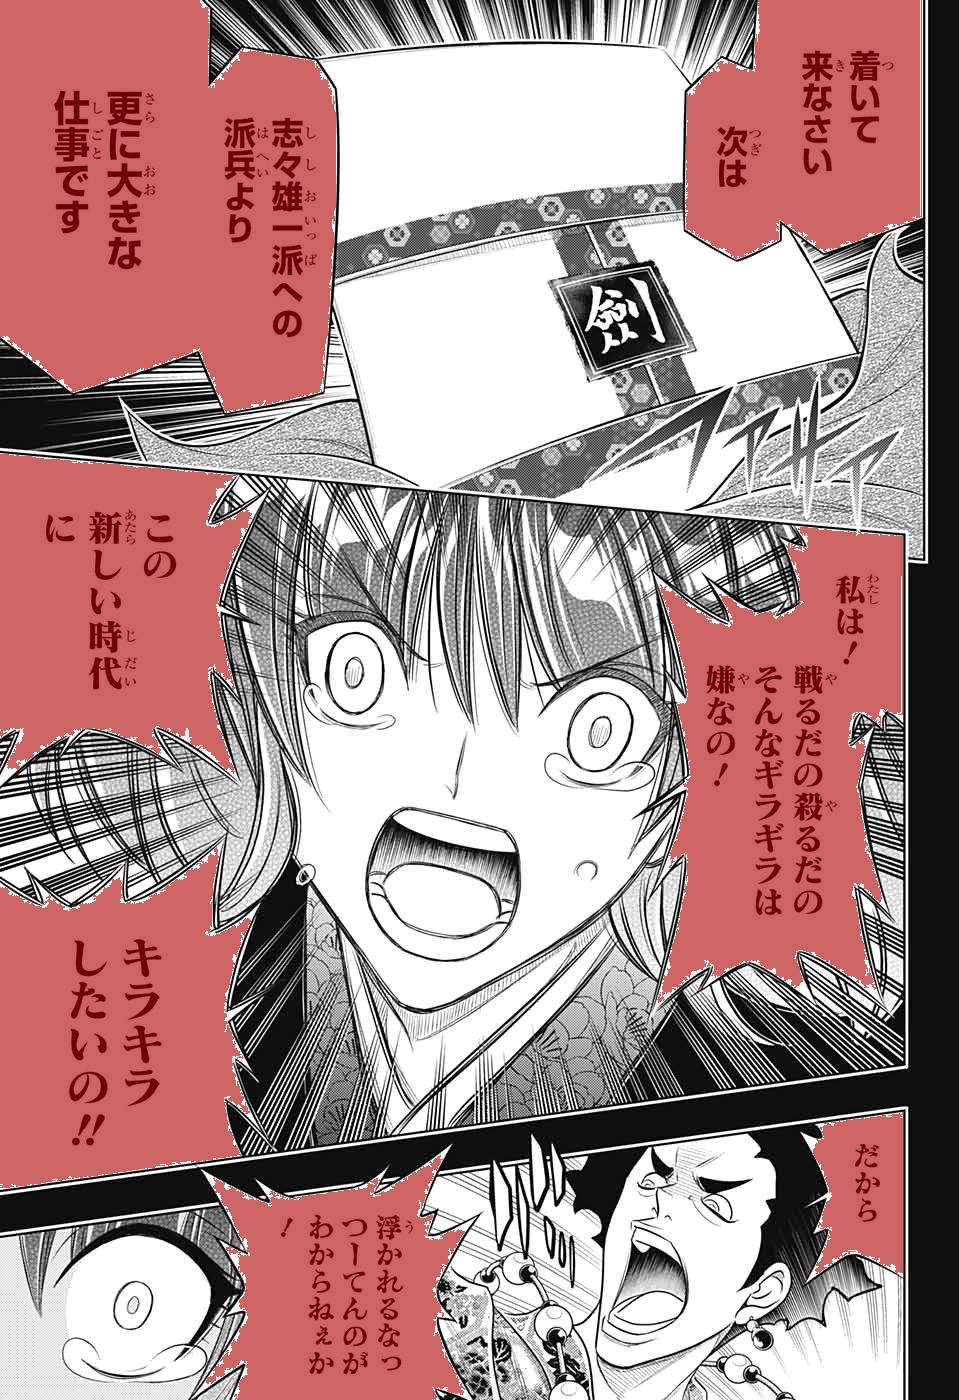 着いて
来なさい
次は
志々雄一派への
派兵より
更に大きな
仕事です
劍
ファサァ
私は!
戦るだの殺るだの
そんなギラギラは
嫌なの!
この
新しい時代
に
キラキラ
したいの!!
だから
浮かれるなっ
つーてんのが
わからねぇか
!